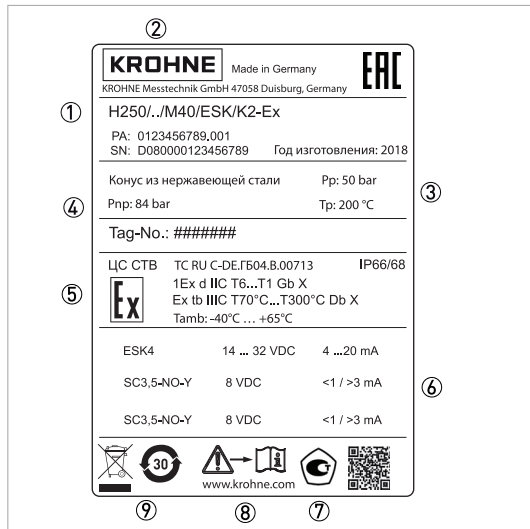 ②
KROHNE Made in Germany EAC
KROHNE Messtechnik GmbH 47058 Duisburg, Germany
① H250/../M40/ESK/K2-Ex
PA: 0123456789.001
SN: D080000123456789 Год изготовления: 2018
Конус из нержавеющей стали Pp: 50 bar ③
④ Pnp: 84 bar Tp: 200 °C
Tag-No.: #######
ЦС СТВ TC RU C-DE.ГБ04.B.00713 IP66/68
⑤ Ex 1Ex d IIC T6...T1 Gb X
Ex tb IIIC T70°C...T300°C Db X
Tamb: -40°C ... +65°C
ESK4 14 ... 32 VDC 4 ...20 mA
SC3,5-NO-Y 8 VDC <1 / >3 mA ⑥
SC3,5-NO-Y 8 VDC <1 / >3 mA
30
www.krohne.com
⑨ ⑧ ⑦